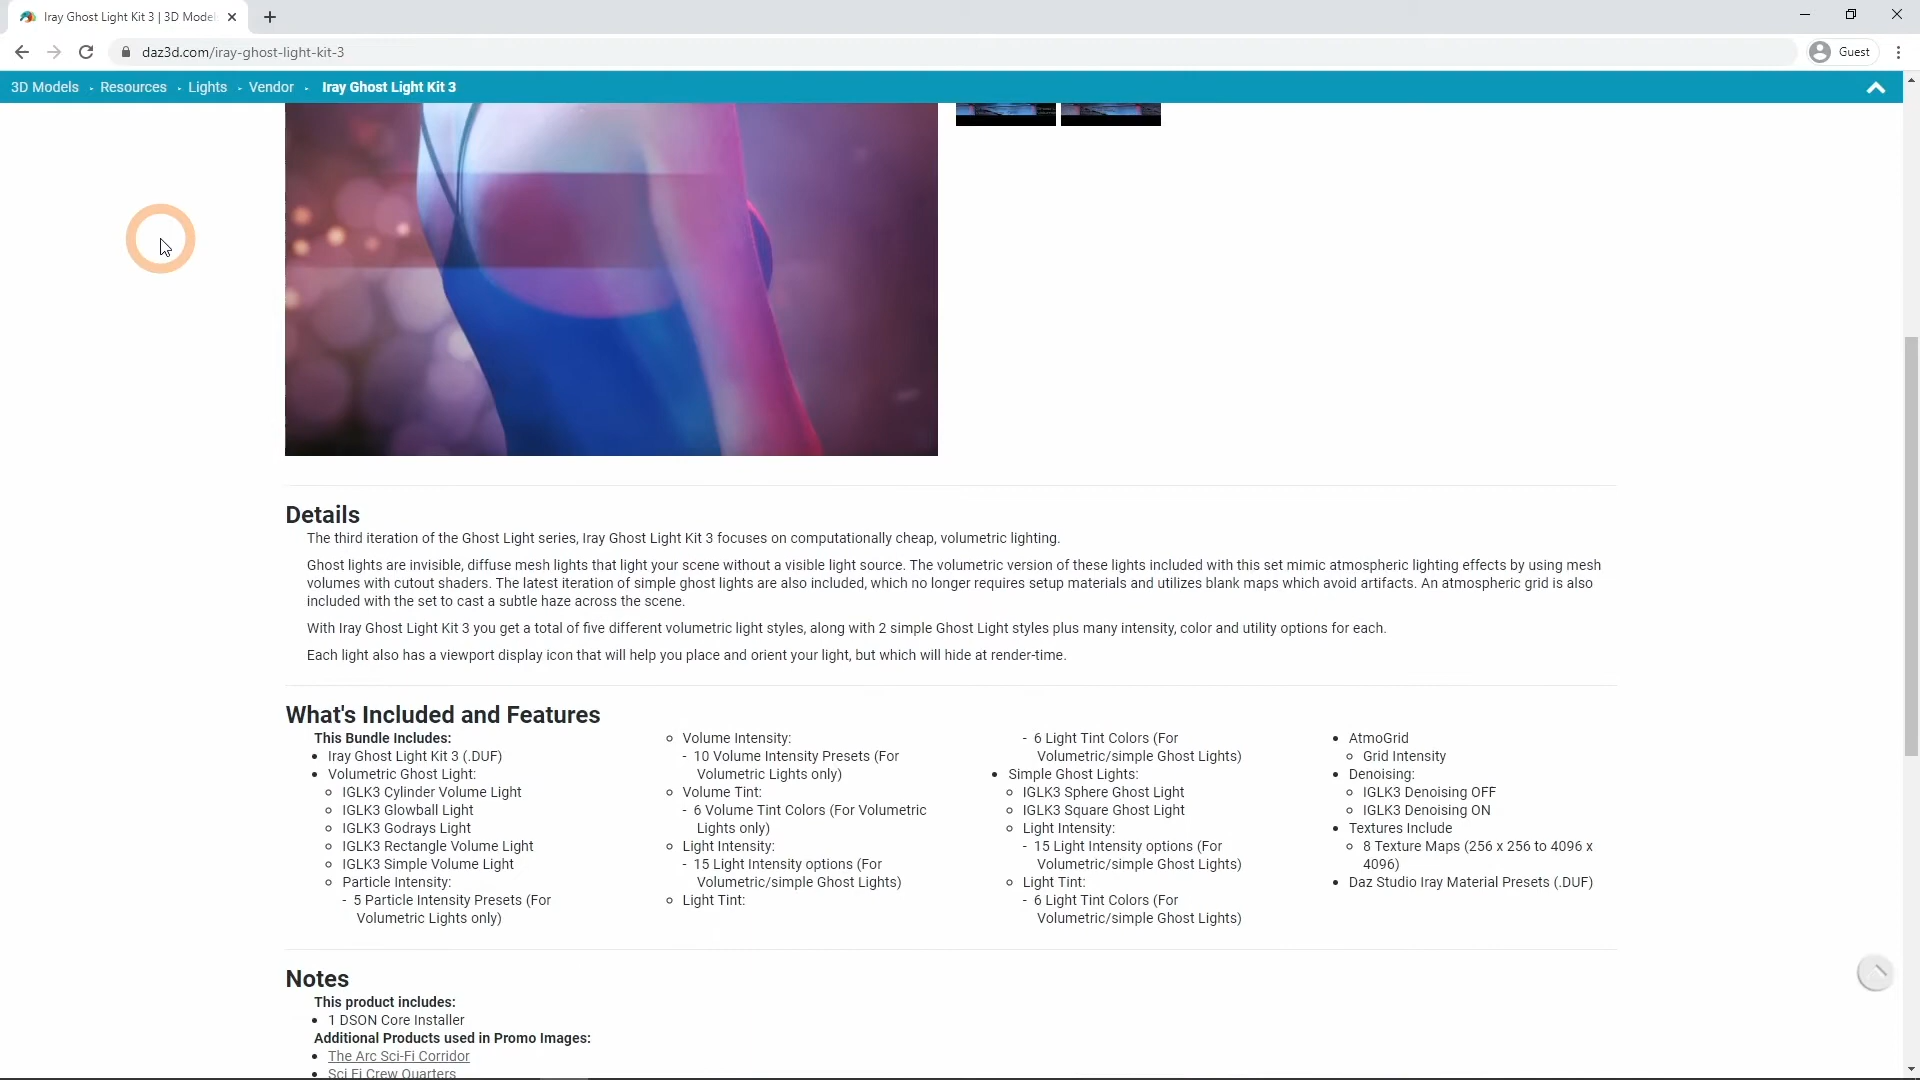 Iray Ghost Light Kit 3 | 3D Model
daz3d.com/iray-ghost-light-kit-3
Guest
3D Models - Resources - Lights - Vendor - Iray Ghost Light Kit 3
Details
The third iteration of the Ghost Light series, Iray Ghost Light Kit 3 focuses on computationally cheap, volumetric lighting.
Ghost lights are invisible, diffuse mesh lights that light your scene without a visible light source. The volumetric version of these lights included with this set mimic atmospheric lighting effects by using mesh
volumes with cutout shaders. The latest iteration of simple ghost lights are also included, which no longer requires setup materials and utilizes blank maps which avoid artifacts. An atmospheric grid is also
included with the set to cast a subtle haze across the scene.
With Iray Ghost Light Kit 3 you get a total of five different volumetric light styles, along with 2 simple Ghost Light styles plus many intensity, color and utility options for each.
Each light also has a viewport display icon that will help you place and orient your light, but which will hide at render-time.
What's Included and Features
This Bundle Includes:
Iray Ghost Light Kit 3 (.DUF)
Volumetric Ghost Light:
IGLK3 Cylinder Volume Light
IGLK3 Glowball Light
IGLK3 Godrays Light
IGLK3 Rectangle Volume Light
IGLK3 Simple Volume Light
Particle Intensity:
- 5 Particle Intensity Presets (For
Volumetric Lights only)
Volume Intensity:
- 10 Volume Intensity Presets (For
Volumetric Lights only)
Volume Tint:
- 6 Volume Tint Colors (For Volumetric
Lights only)
Light Intensity:
- 15 Light Intensity options (For
Volumetric/simple Ghost Lights)
Light Tint:
- 6 Light Tint Colors (For
Volumetric/simple Ghost Lights)
Simple Ghost Lights:
IGLK3 Sphere Ghost Light
IGLK3 Square Ghost Light
Light Intensity:
- 15 Light Intensity options (For
Volumetric/simple Ghost Lights)
Light Tint:
- 6 Light Tint Colors (For
Volumetric/simple Ghost Lights)
AtmoGrid
Grid Intensity
Denoising:
IGLK3 Denoising OFF
IGLK3 Denoising ON
Textures Include
8 Texture Maps (256 x 256 to 4096 x
4096)
Daz Studio Iray Material Presets (.DUF)
Notes
This product includes:
1 DSON Core Installer
Additional Products used in Promo Images:
The Arc Sci-Fi Corridor
Sci Fi Crew Quarters